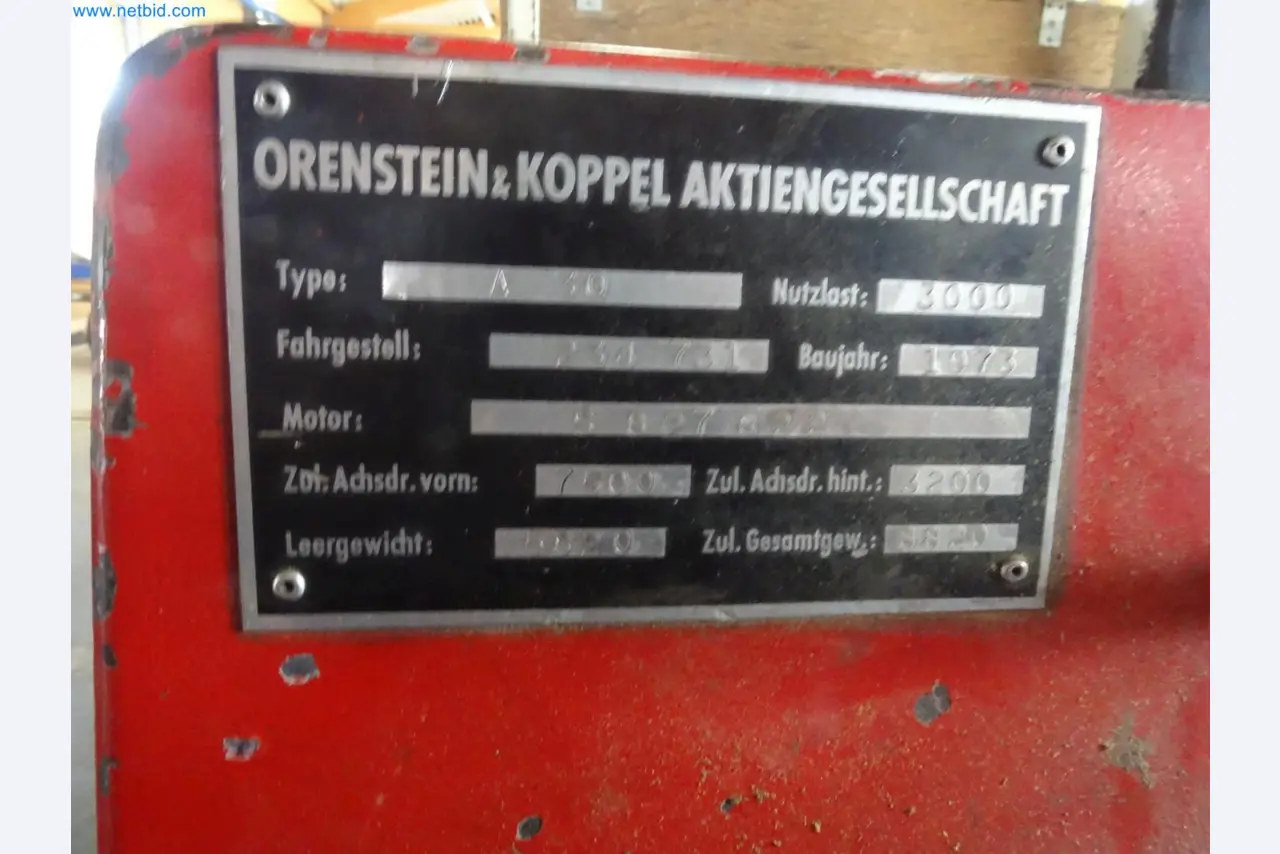 www.netbid.com
ORENSTEIN & KOPPEL AKTIENGESELLSCHAFT
Type: A Nutzlast: 3000
Fahrgestell: Baujahr: 1973
Motor:
Zul. Achsdr. vorn: Zul. Achsdr. hint.: 3200
Leergewicht: Zul. Gesamtgew.: